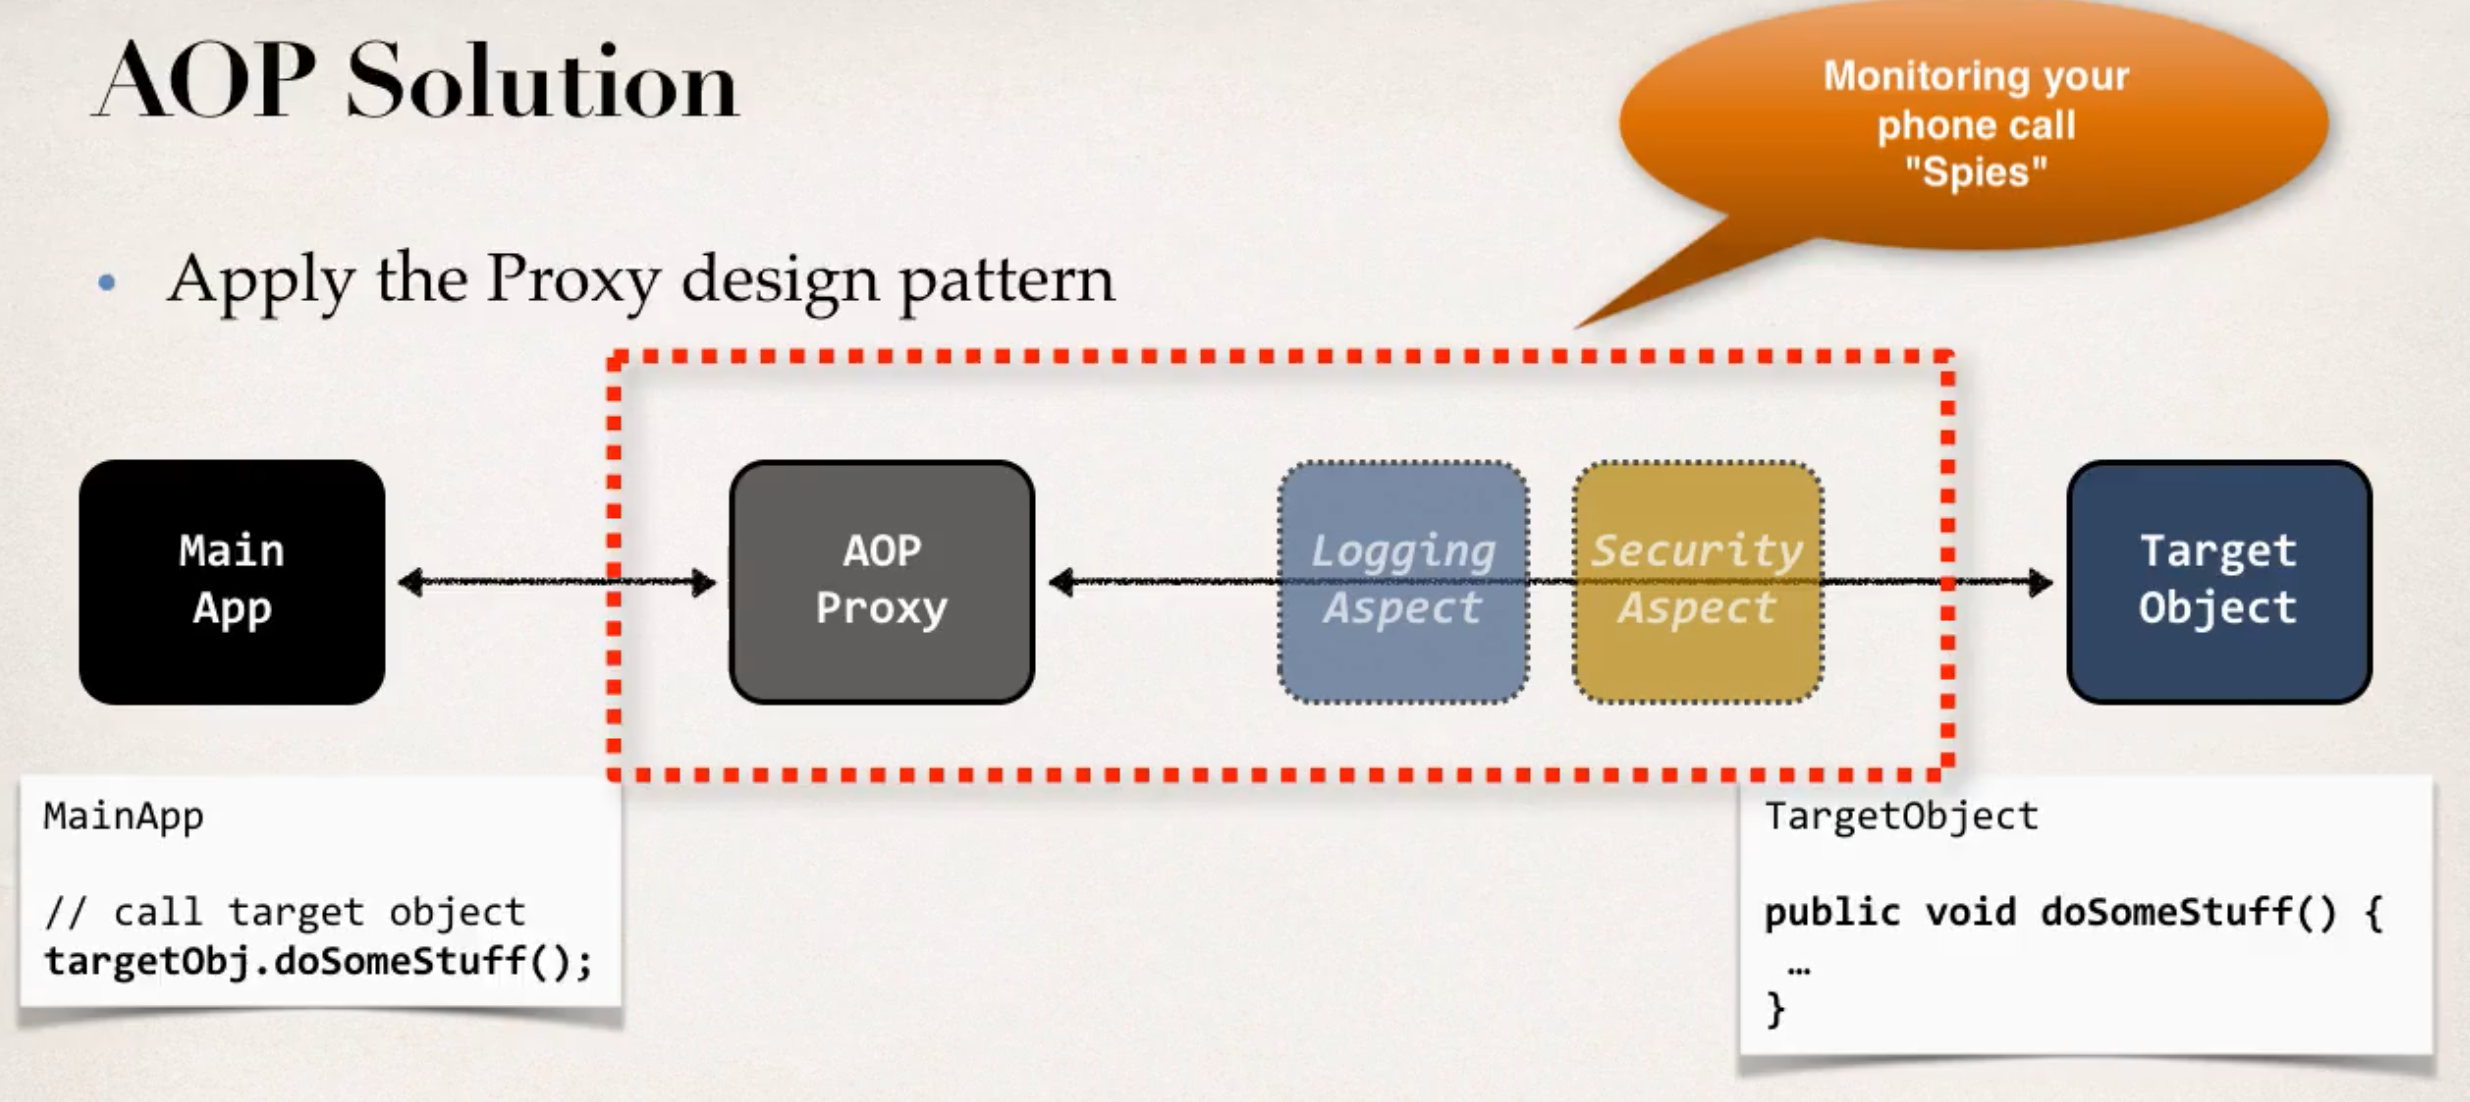 AOP Solution
Monitoring your
phone call
"Spies"
• Apply the Proxy design pattern
Main
App
AOP
Proxy
Logging
Aspect
Security
Aspect
Target
Object
MainApp
// call target object
targetObj.doSomeStuff();
TargetObject
public void doSomeStuff() {
…
}